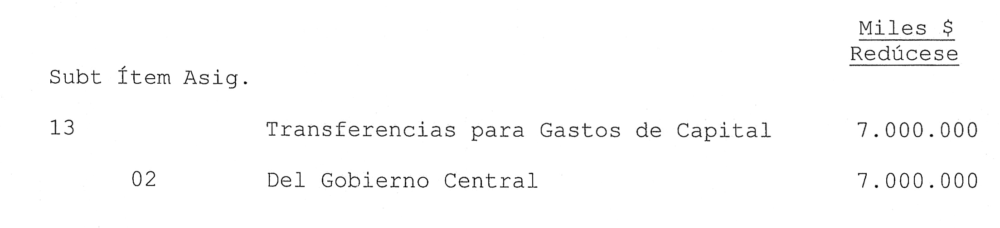 Miles $
Redúcese
Subt Ítem Asig.
13 Transferencias para Gastos de Capital 7.000.000
02 Del Gobierno Central 7.000.000